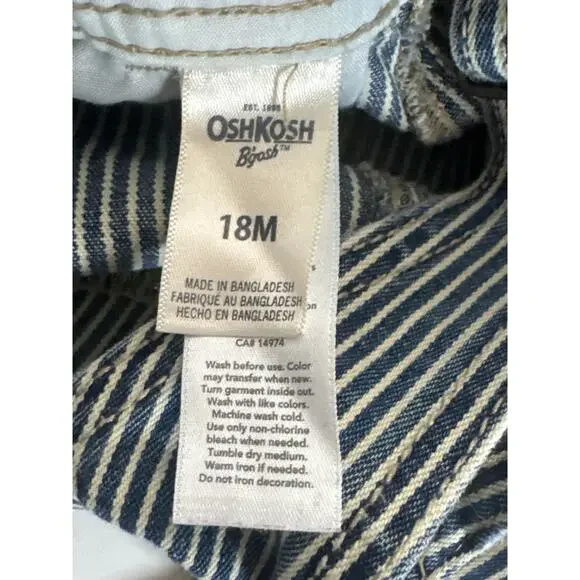 EST. 1895
OSHKOSH
B'gosh™
18M
MADE IN BANGLADESH
FABRIQUÉ AU BANGLADESH
HECHO EN BANGLADESH
s
on
CA# 14974
Wash before use. Color
may transfer when new.
Turn garment inside out.
Wash with like colors.
Machine wash cold.
Use only non-chlorine
bleach when needed.
Tumble dry medium.
Warm iron if needed.
Do not iron decoration.